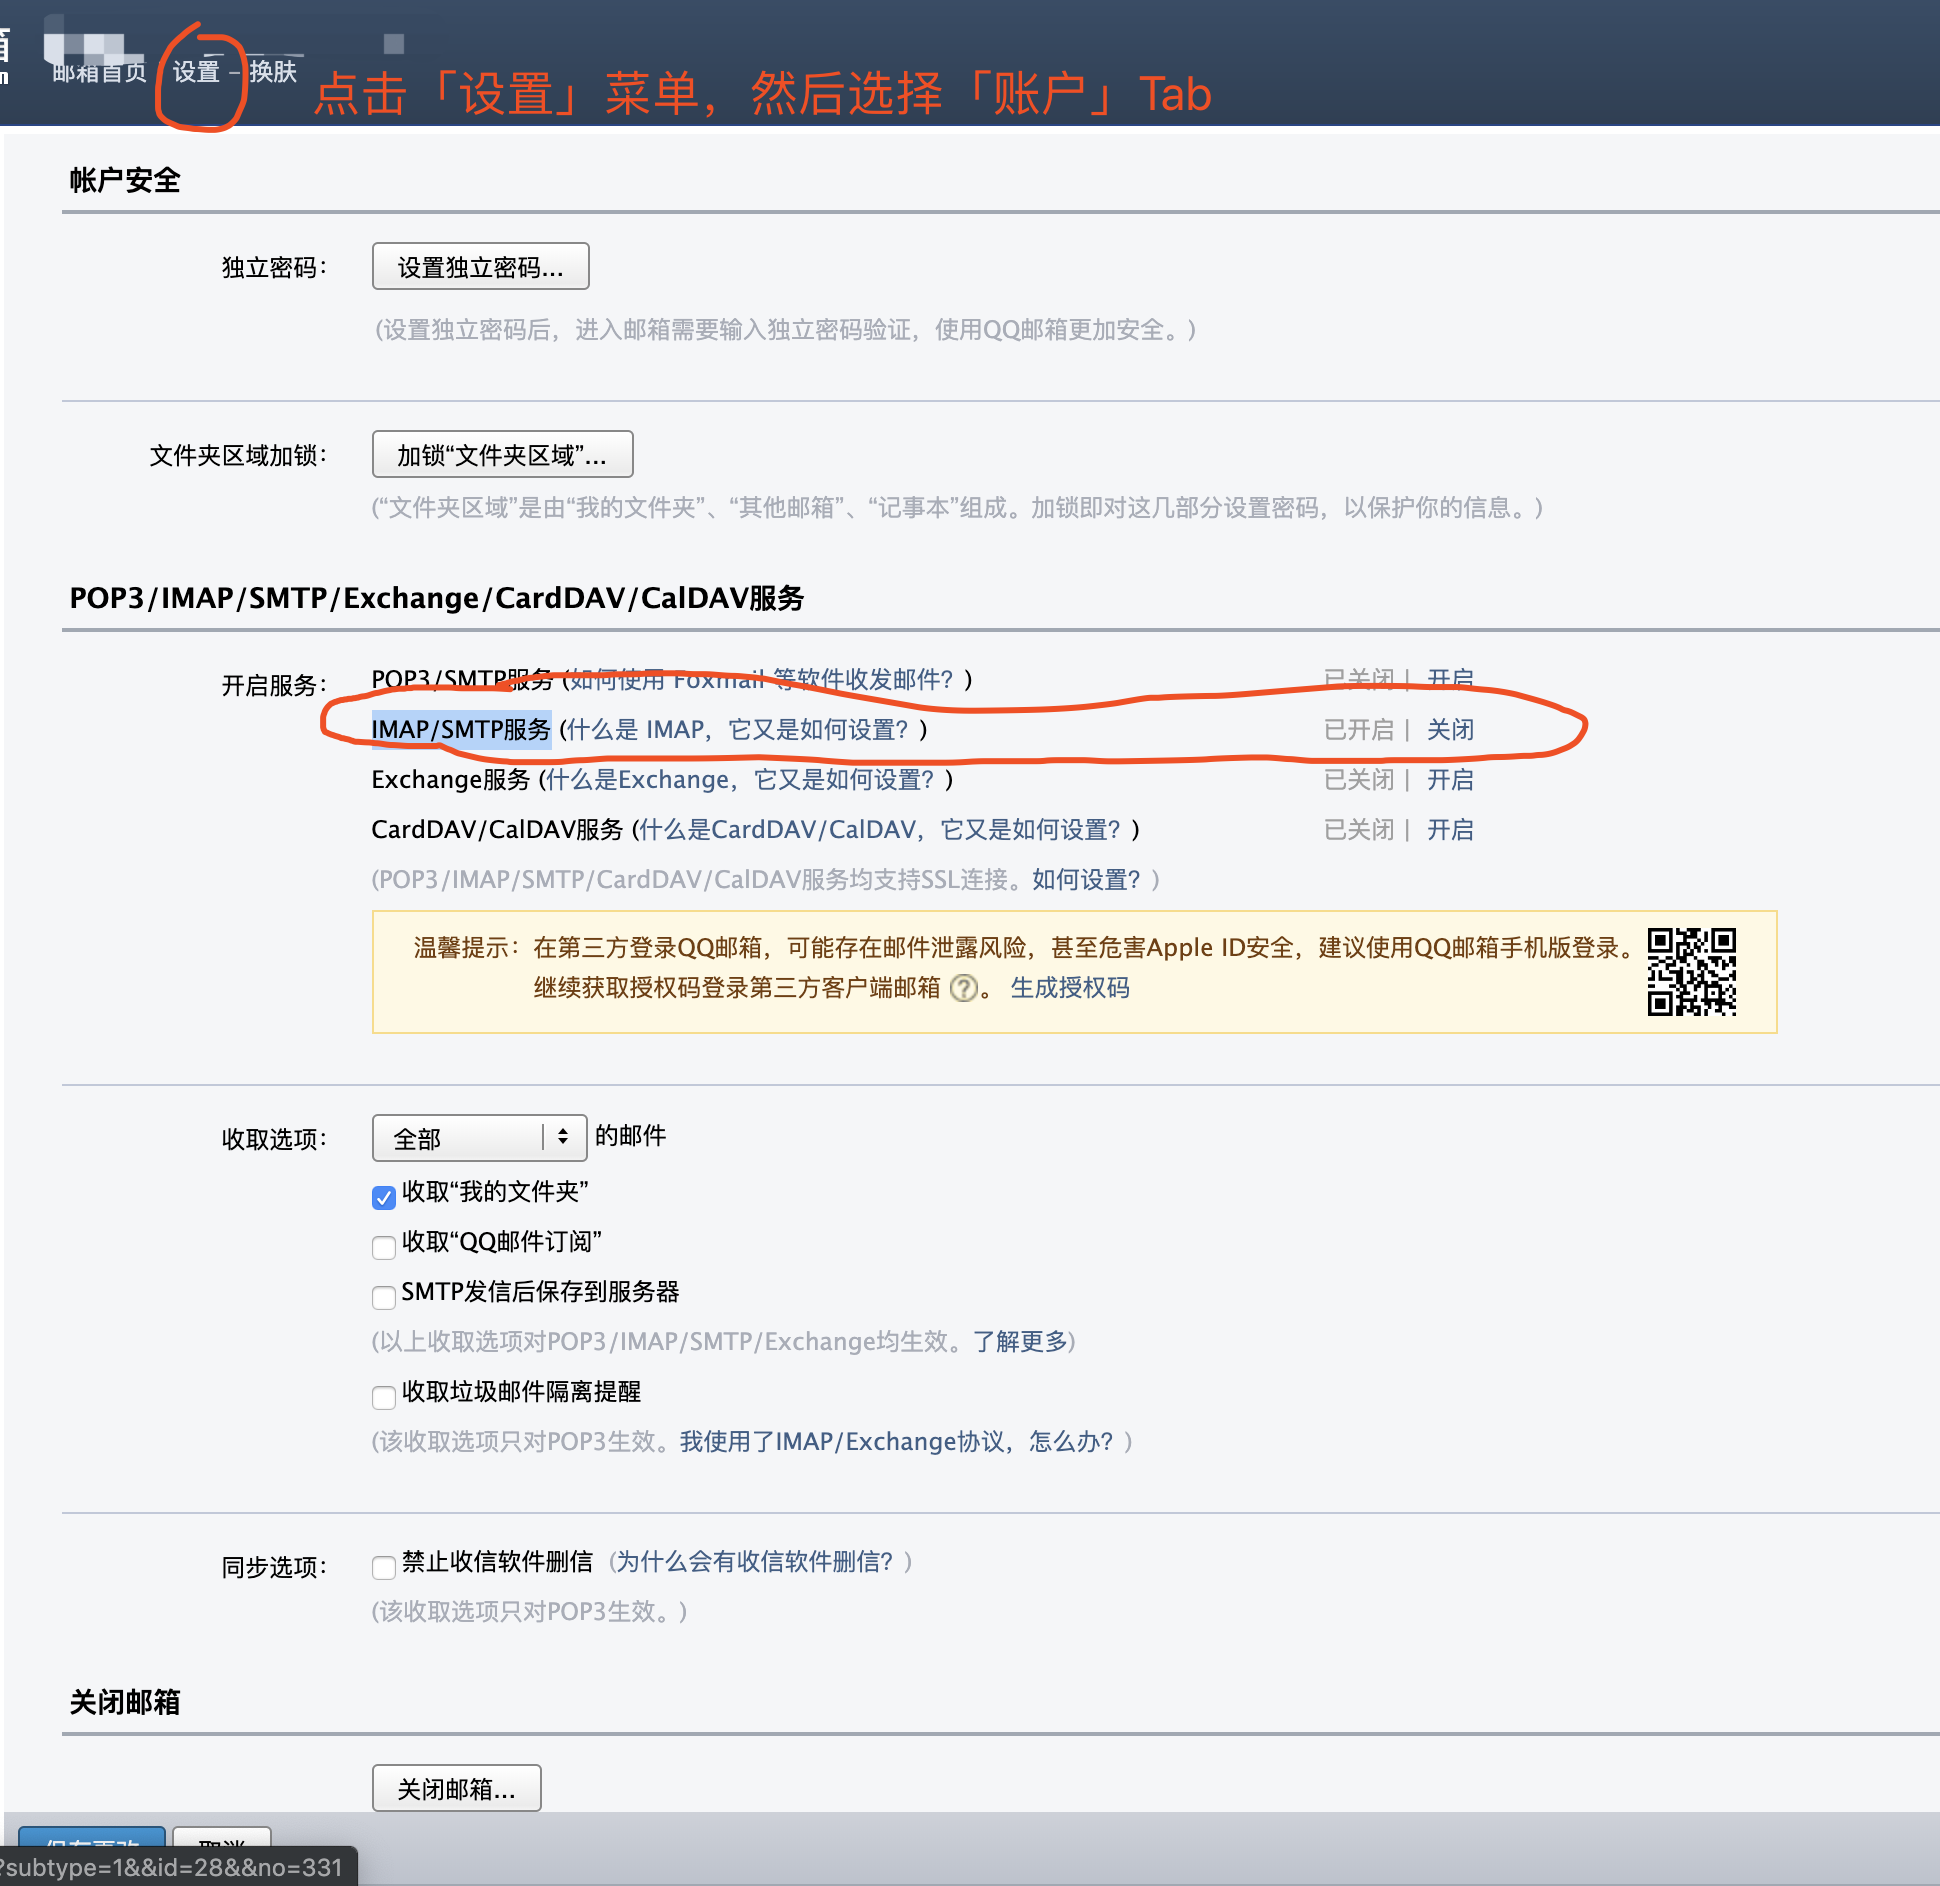 箱
邮箱首页 设置 - 换肤
点击「设置」菜单，然后选择「账户」Tab
帐户安全
独立密码： 设置独立密码...
(设置独立密码后，进入邮箱需要输入独立密码验证，使用QQ邮箱更加安全。)
文件夹区域加锁： 加锁“文件夹区域”...
(“文件夹区域”是由“我的文件夹”、“其他邮箱”、“记事本”组成。加锁即对这几部分设置密码，以保护你的信息。)
POP3/IMAP/SMTP/Exchange/CardDAV/CalDAV服务
开启服务： POP3/SMTP服务 (如何使用 Foxmail 等软件收发邮件？) 已关闭 | 开启
IMAP/SMTP服务 (什么是 IMAP，它又是如何设置？) 已开启 | 关闭
Exchange服务 (什么是Exchange，它又是如何设置？) 已关闭 | 开启
CardDAV/CalDAV服务 (什么是CardDAV/CalDAV，它又是如何设置？) 已关闭 | 开启
(POP3/IMAP/SMTP/CardDAV/CalDAV服务均支持SSL连接。如何设置？)
温馨提示：在第三方登录QQ邮箱，可能存在邮件泄露风险，甚至危害Apple ID安全，建议使用QQ邮箱手机版登录。
继续获取授权码登录第三方客户端邮箱 ? 。 生成授权码
收取选项： 全部 的邮件
收取“我的文件夹”
收取“QQ邮件订阅”
SMTP发信后保存到服务器
(以上收取选项对POP3/IMAP/SMTP/Exchange均生效。了解更多)
收取垃圾邮件隔离提醒
(该收取选项只对POP3生效。我使用了IMAP/Exchange协议，怎么办？)
同步选项： 禁止收信软件删信 (为什么会有收信软件删信？)
(该收取选项只对POP3生效。)
关闭邮箱
关闭邮箱...
保存更改 取消
?subtype=1&&id=28&&no=331